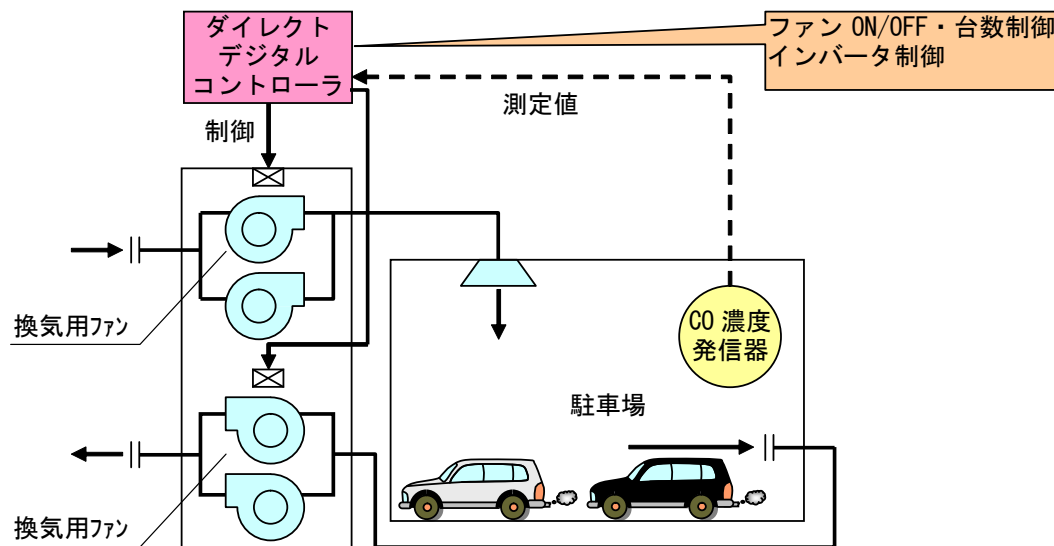 ダイレクト
デジタル
コントローラ
ファン ON/OFF・台数制御
インバータ制御
測定値
制御
換気用ファン
CO 濃度
発信器
駐車場
換気用ファン